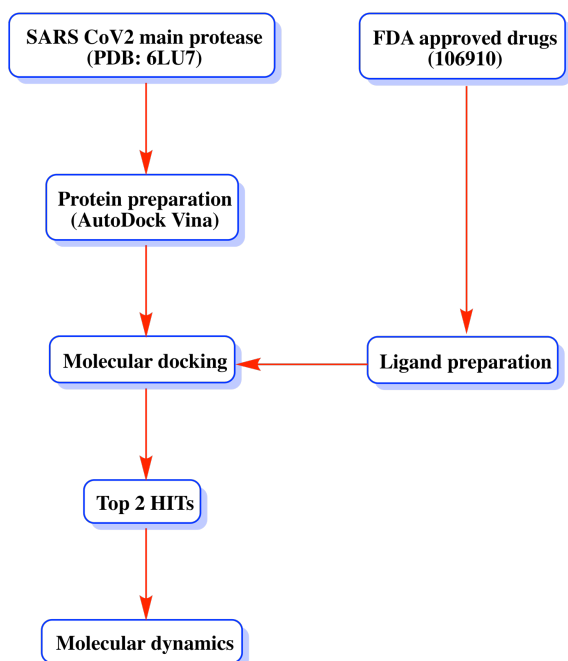 SARS CoV2 main protease
(PDB: 6LU7)
FDA approved drugs
(106910)
Protein preparation
(AutoDock Vina)
Molecular docking
Ligand preparation
Top 2 HITs
Molecular dynamics